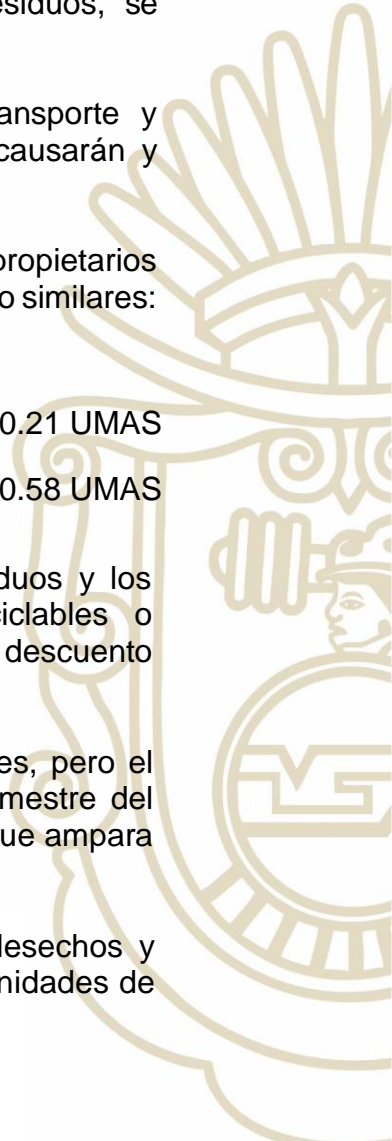 esiduos, se
ansporte y
causarán y
propietarios
o similares:
0.21 UMAS
0.58 UMAS
duos y los
ciclables o
descuento
es, pero el
mestre del
que ampara
desechos y
nidades de